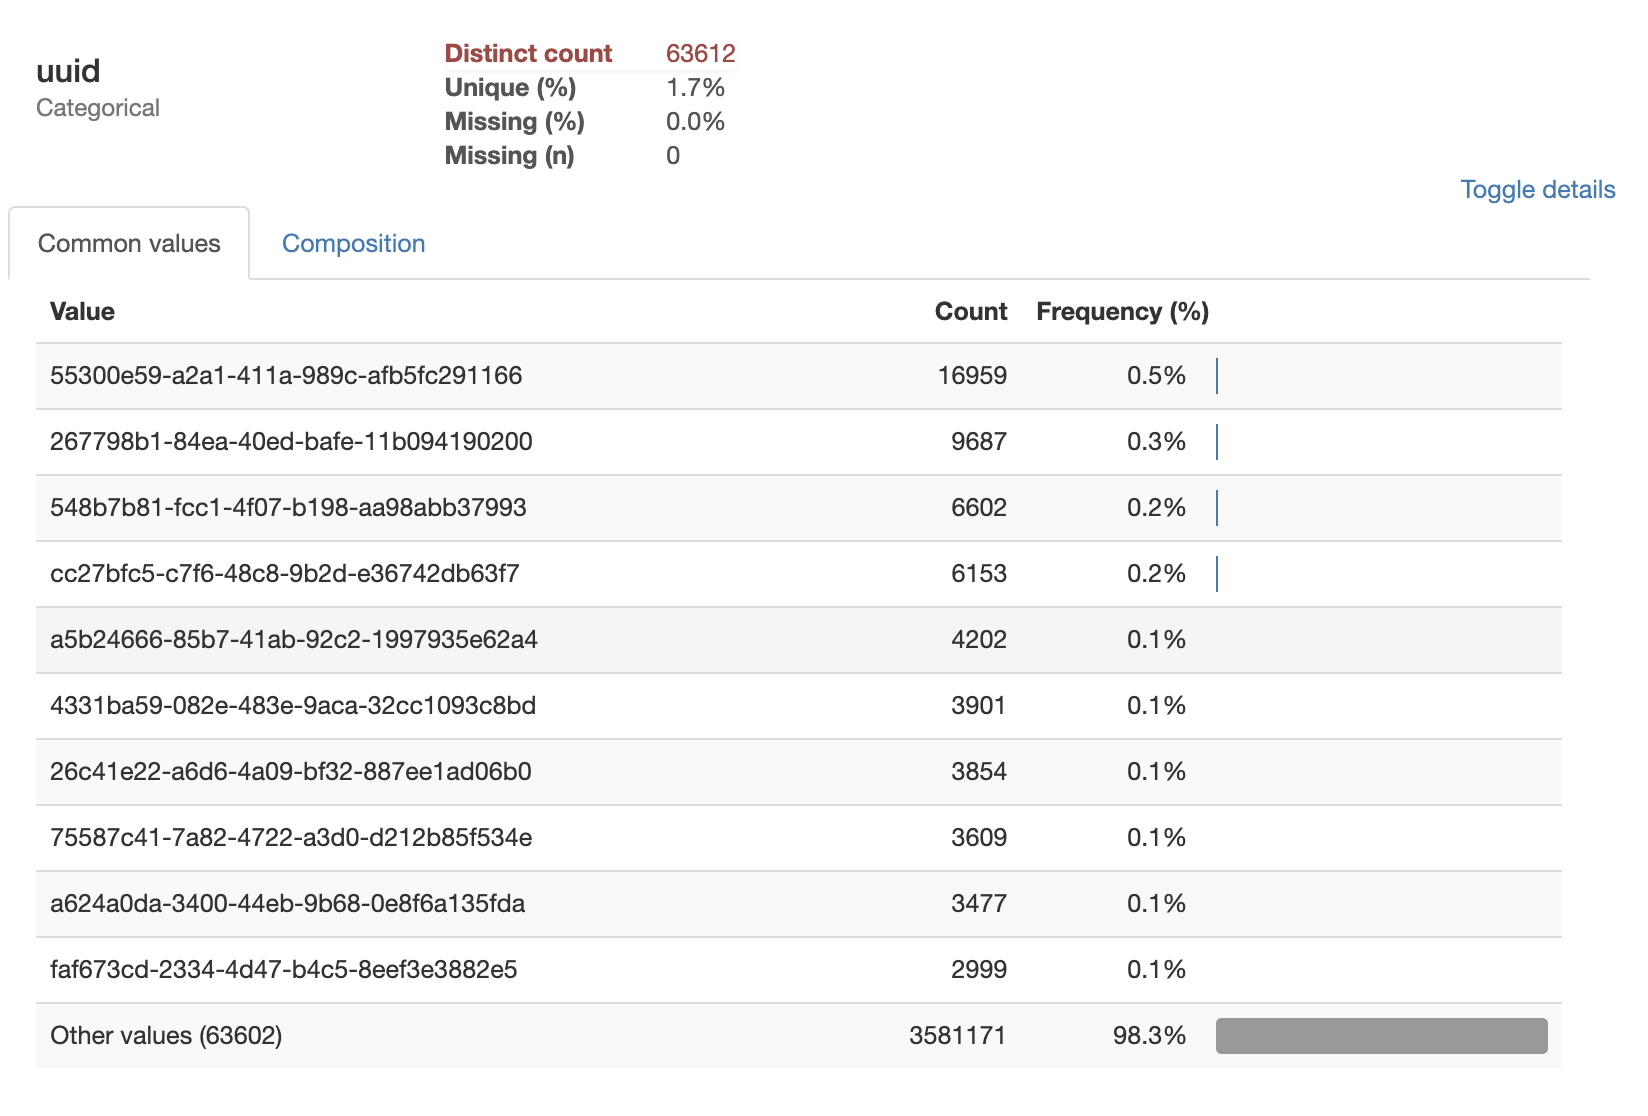 uuid
Categorical
Distinct count 63612
Unique (%) 1.7%
Missing (%) 0.0%
Missing (n) 0
Toggle details
Common values Composition
Value Count Frequency (%)
55300e59-a2a1-411a-989c-afb5fc291166 16959 0.5%
267798b1-84ea-40ed-bafe-11b094190200 9687 0.3%
548b7b81-fcc1-4f07-b198-aa98abb37993 6602 0.2%
cc27bfc5-c7f6-48c8-9b2d-e36742db63f7 6153 0.2%
a5b24666-85b7-41ab-92c2-1997935e62a4 4202 0.1%
4331ba59-082e-483e-9aca-32cc1093c8bd 3901 0.1%
26c41e22-a6d6-4a09-bf32-887ee1ad06b0 3854 0.1%
75587c41-7a82-4722-a3d0-d212b85f534e 3609 0.1%
a624a0da-3400-44eb-9b68-0e8f6a135fda 3477 0.1%
faf673cd-2334-4d47-b4c5-8eef3e3882e5 2999 0.1%
Other values (63602) 3581171 98.3%